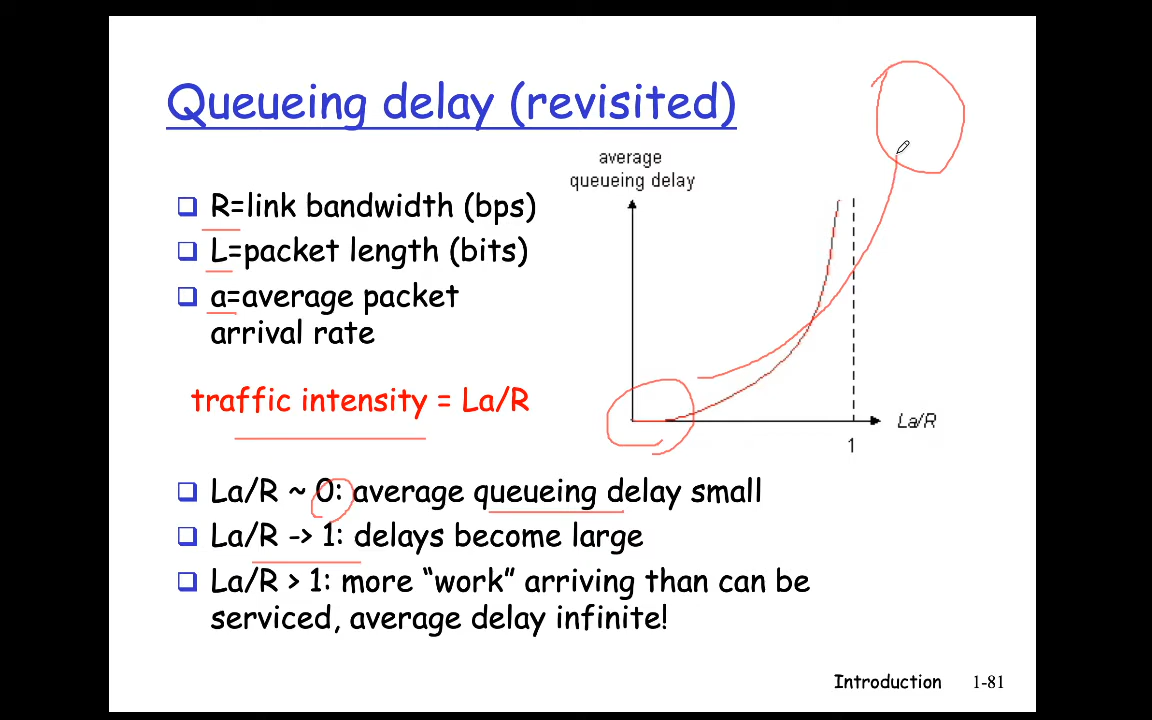 Queueing delay (revisited)
R=link bandwidth (bps)
L=packet length (bits)
a=average packet
arrival rate
traffic intensity = La/R
average
queueing delay
La/R
1
La/R ~ 0: average queueing delay small
La/R -> 1: delays become large
La/R > 1: more “work” arriving than can be
serviced, average delay infinite!
Introduction 1-81